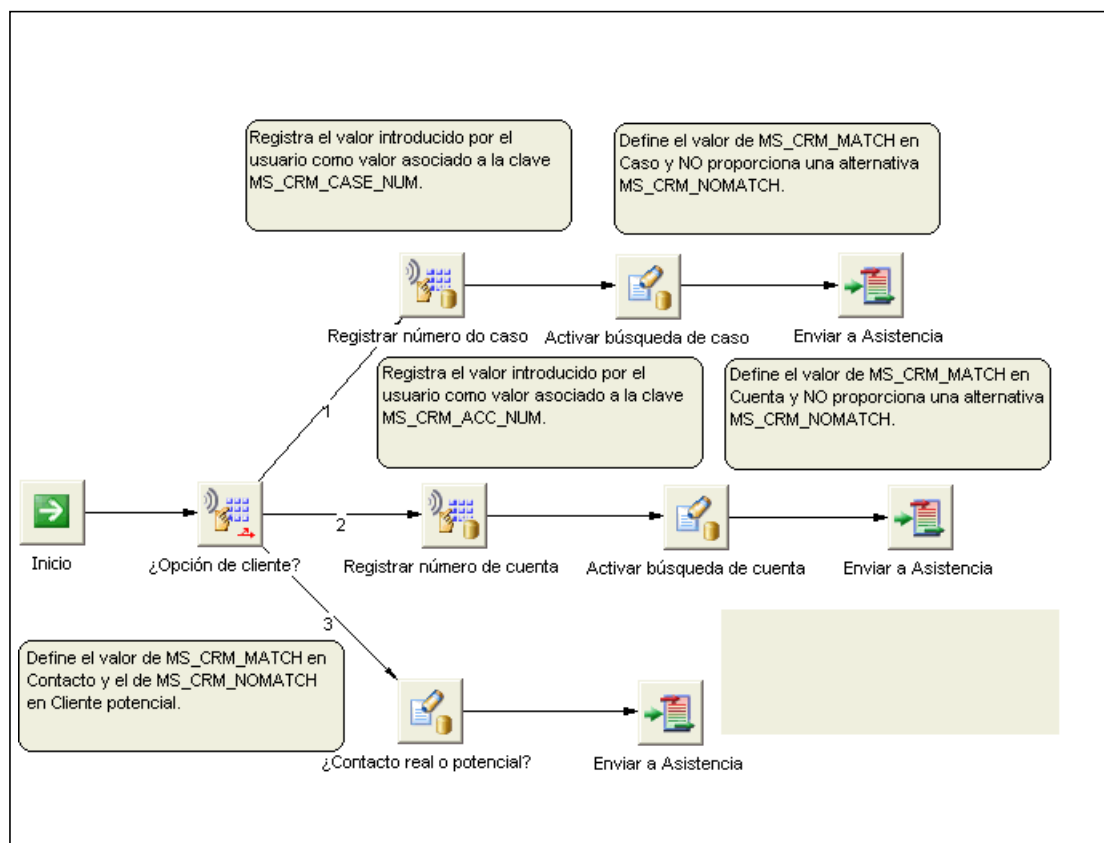 Registra el valor introducido por el
usuario como valor asociado a la clave
MS_CRM_CASE_NUM.
Define el valor de MS_CRM_MATCH en
Caso y NO proporciona una alternativa
MS_CRM_NOMATCH.
Registrar número do caso
Activar búsqueda de caso
Enviar a Asistencia
Registra el valor introducido por el
usuario como valor asociado a la clave
MS_CRM_ACC_NUM.
Define el valor de MS_CRM_MATCH en
Cuenta y NO proporciona una alternativa
MS_CRM_NOMATCH.
1
2
Inicio
¿Opción de cliente?
Registrar número de cuenta
Activar búsqueda de cuenta
Enviar a Asistencia
3
Define el valor de MS_CRM_MATCH en
Contacto y el de MS_CRM_NOMATCH
en Cliente potencial.
¿Contacto real o potencial?
Enviar a Asistencia